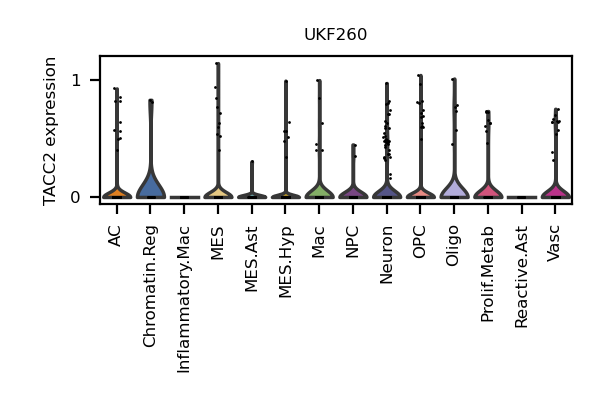 UKF260
TACC2 expression
1
0
AC
Chromatin.Reg
Inflammatory.Mac
MES
MES.Ast
MES.Hyp
Mac
NPC
Neuron
OPC
Oligo
Prolif.Metab
Reactive.Ast
Vasc